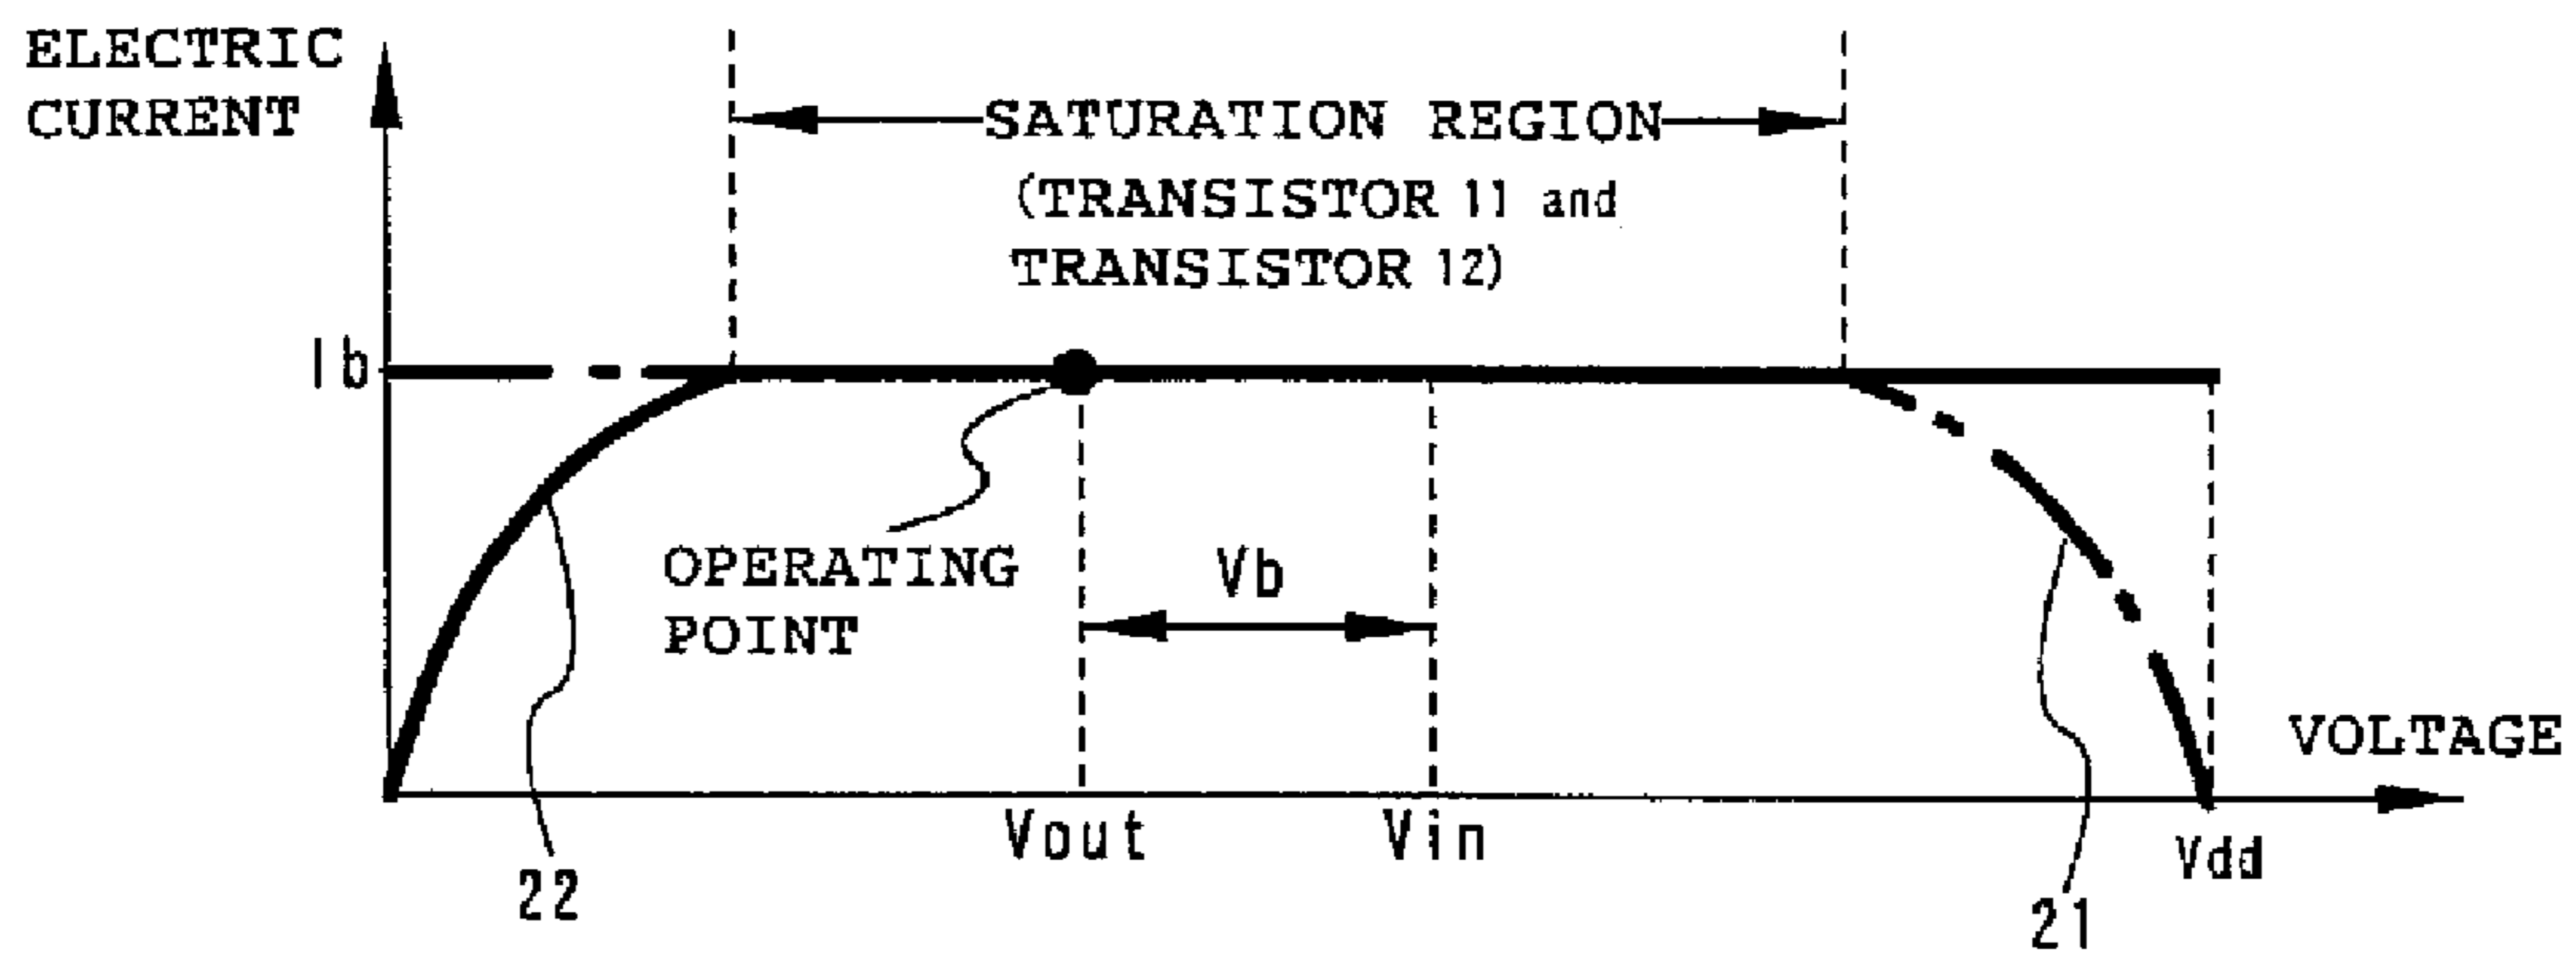 ELECTRIC
CURRENT
SATURATION REGION
(TRANSISTOR 11 and
TRANSISTOR 12)
Ib
OPERATING
POINT
Vb
VOLTAGE
Vout
Vin
Vdd
22
21